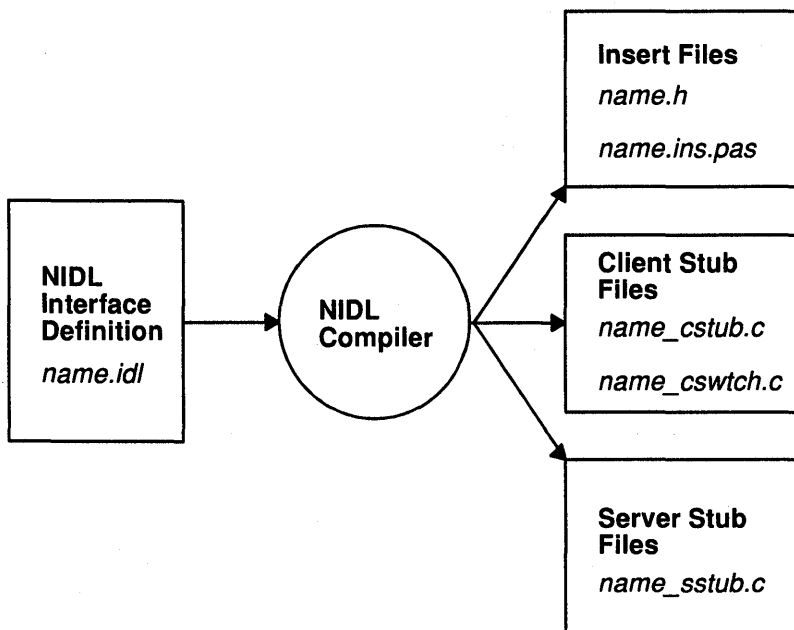 NIDL
Interface
Definition
name.idl
NIDL
Compiler
Insert Files
name.h
name.ins.pas
Client Stub
Files
name_cstub.c
name_cswtch.c
Server Stub
Files
name_sstub.c